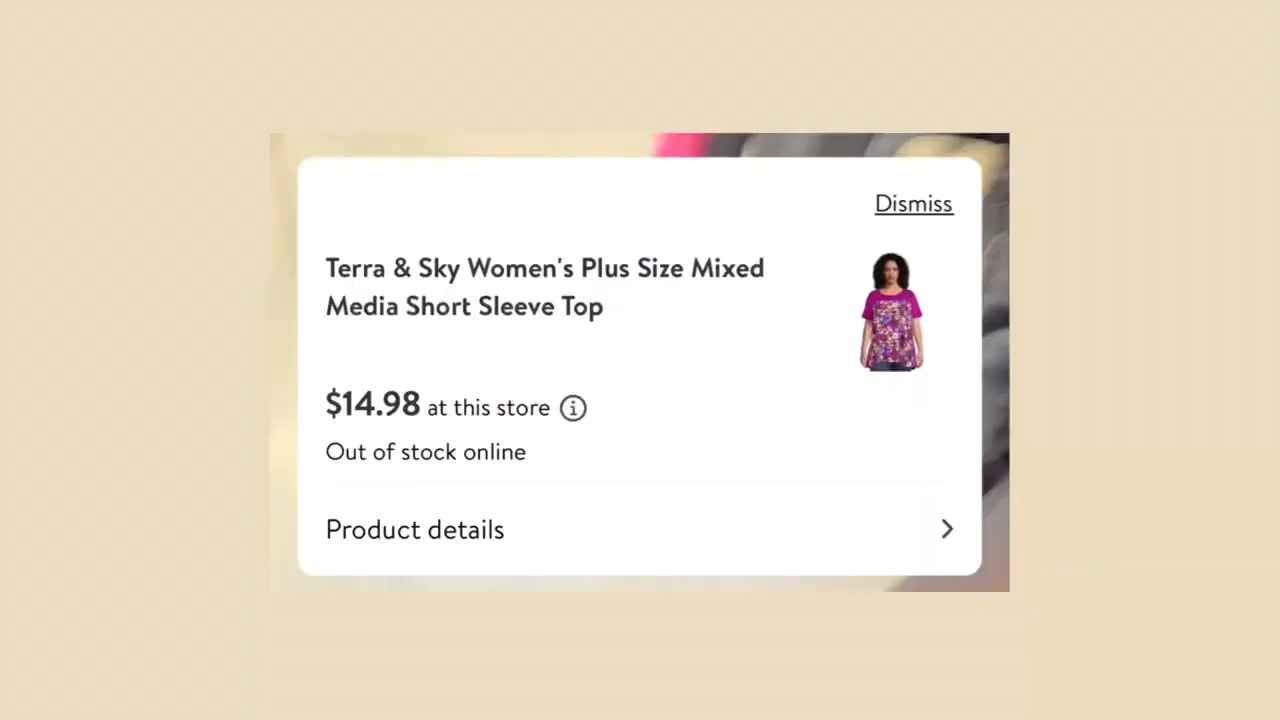 Dismiss
Terra & Sky Women's Plus Size Mixed
Media Short Sleeve Top
$14.98 at this store
Out of stock online
Product details